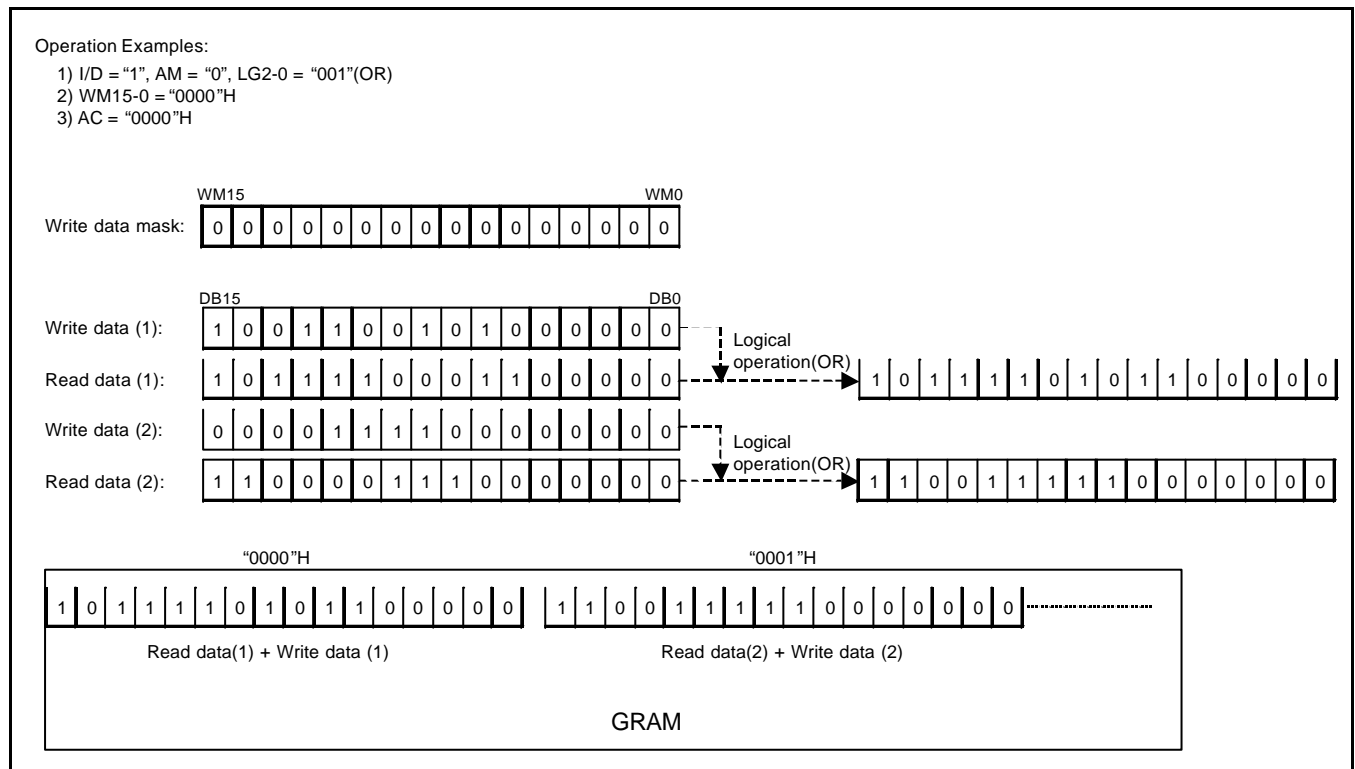 Operation Examples:
1) I/D = “1”, AM = “0”, LG2-0 = “001”(OR)
2) WM15-0 = “0000”H
3) AC = “0000”H
WM15 WM0
Write data mask: 0 0 0 0 0 0 0 0 0 0 0 0 0 0 0 0
DB15 DB0
Write data (1): 1 0 0 1 1 0 0 1 0 1 0 0 0 0 0 0
Logical
operation(OR)
Read data (1): 1 0 1 1 1 1 0 0 0 1 1 0 0 0 0 0 1 0 1 1 1 1 0 1 0 1 1 0 0 0 0 0
Write data (2): 0 0 0 0 1 1 1 1 0 0 0 0 0 0 0 0
Logical
operation(OR)
Read data (2): 1 1 0 0 0 0 1 1 1 0 0 0 0 0 0 0 1 1 0 0 1 1 1 1 1 0 0 0 0 0 0 0
“0000”H “0001”H
1 0 1 1 1 1 0 1 0 1 1 0 0 0 0 0 1 1 0 0 1 1 1 1 1 0 0 0 0 0 0 0
Read data(1) + Write data (1) Read data(2) + Write data (2)
GRAM